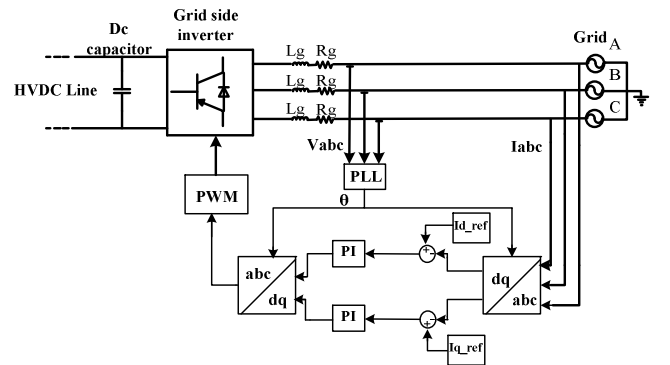 Dc
capacitor
Grid side
inverter
Grid
A
Lg Rg
HVDC Line
Lg Rg
B
Lg Rg
C
Vabc
Iabc
PLL
PWM
θ
Id_ref
PI
+
-
abc
dq
dq
abc
PI
+
-
Iq_ref